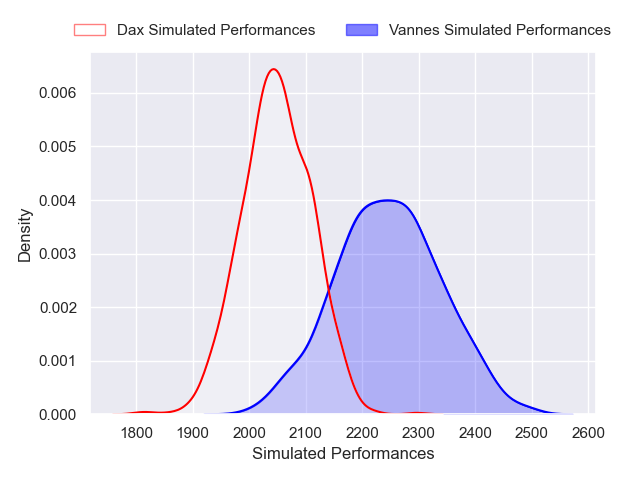 Dax Simulated Performances Vannes Simulated Performances
0.006
0.005
0.004
0.003
0.002
0.001
0.000
Density
1800 1900 2000 2100 2200 2300 2400 2500 2600
Simulated Performances